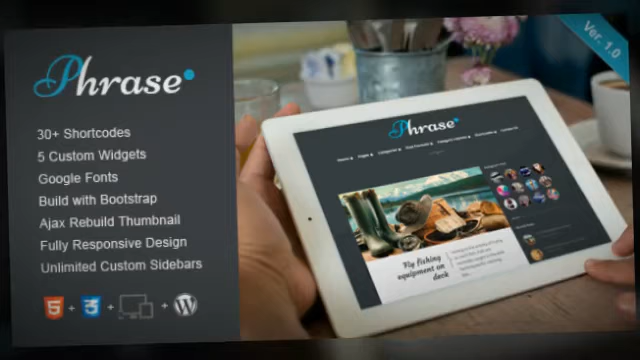 Phrase
30+ Shortcodes
5 Custom Widgets
Google Fonts
Build with Bootstrap
Ajax Rebuild Thumbnail
Fully Responsive Design
Unlimited Custom Sidebars
+ + +
Ver. 1.0
Phrase
Fly fishing
equipment on
deck